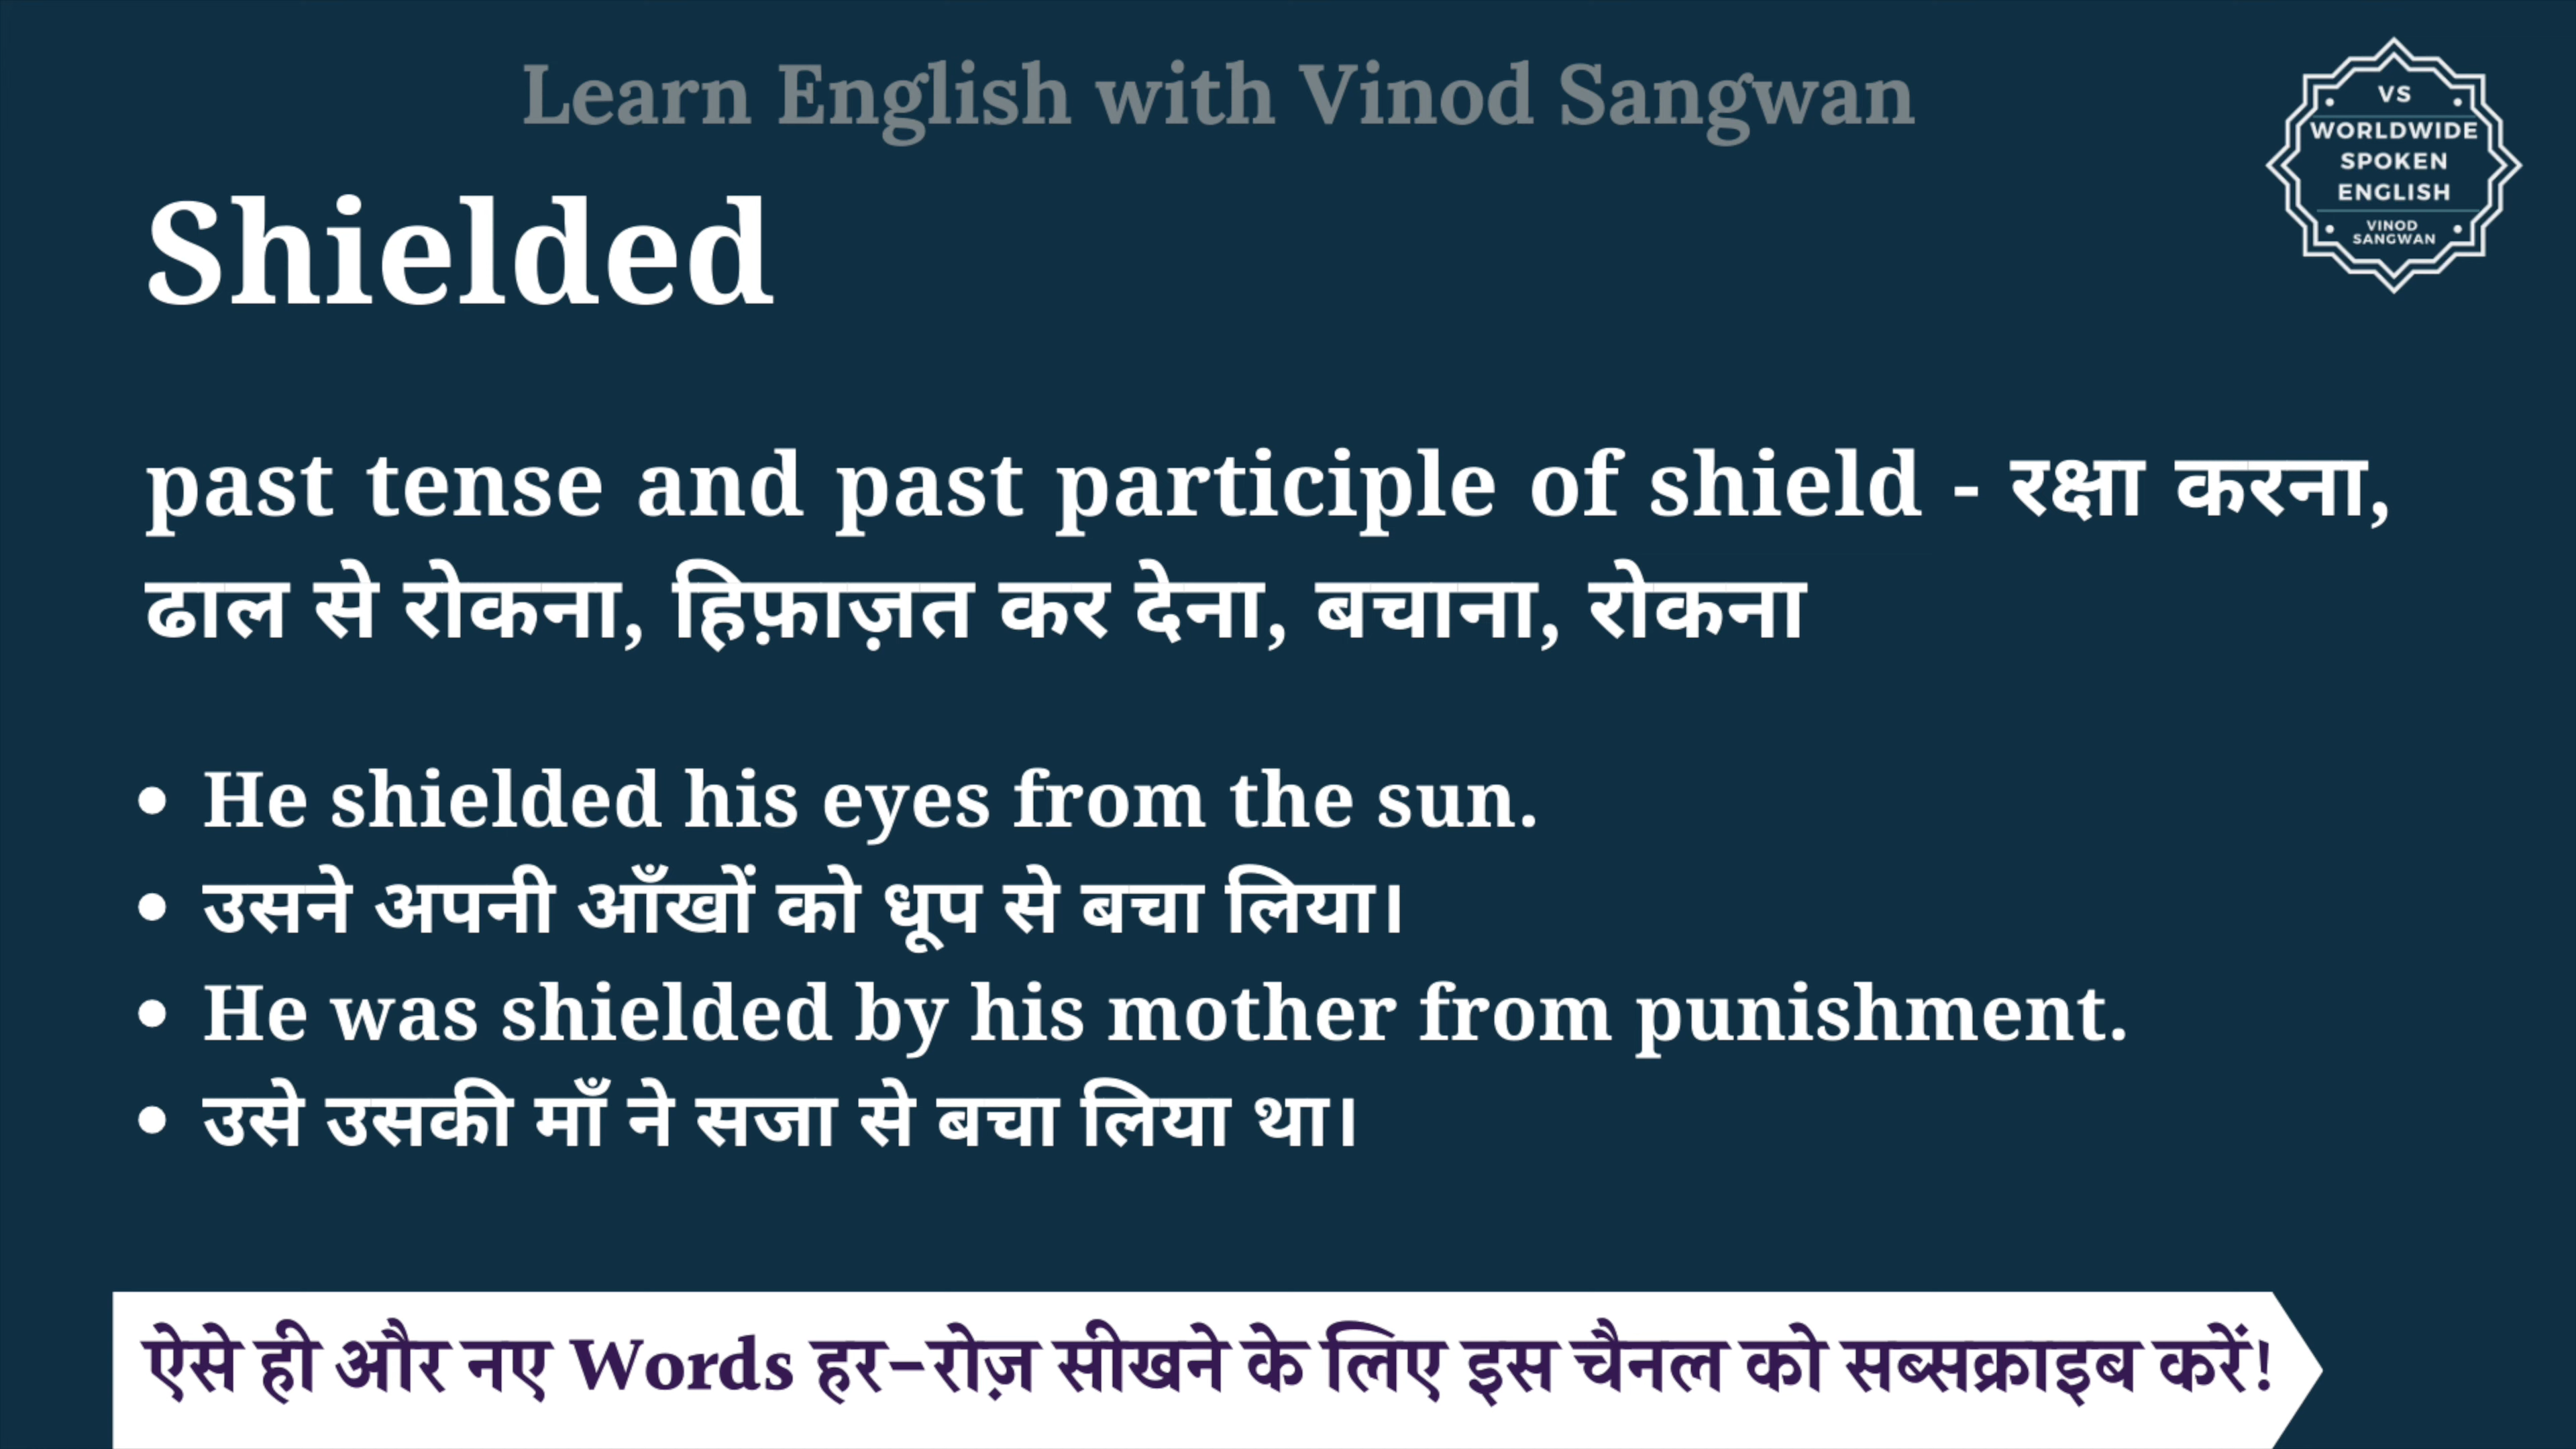 Learn English with Vinod Sangwan
VS
WORLDWIDE
SPOKEN
ENGLISH
VINOD
SANGWAN
Shielded
past tense and past participle of shield - रक्षा करना,
ढाल से रोकना, हिफ़ाज़त कर देना, बचाना, रोकना
• He shielded his eyes from the sun.
• उसने अपनी आँखों को धूप से बचा लिया।
• He was shielded by his mother from punishment.
• उसे उसकी माँ ने सजा से बचा लिया था।
ऐसे ही और नए Words हर-रोज़ सीखने के लिए इस चैनल को सब्सक्राइब करें!